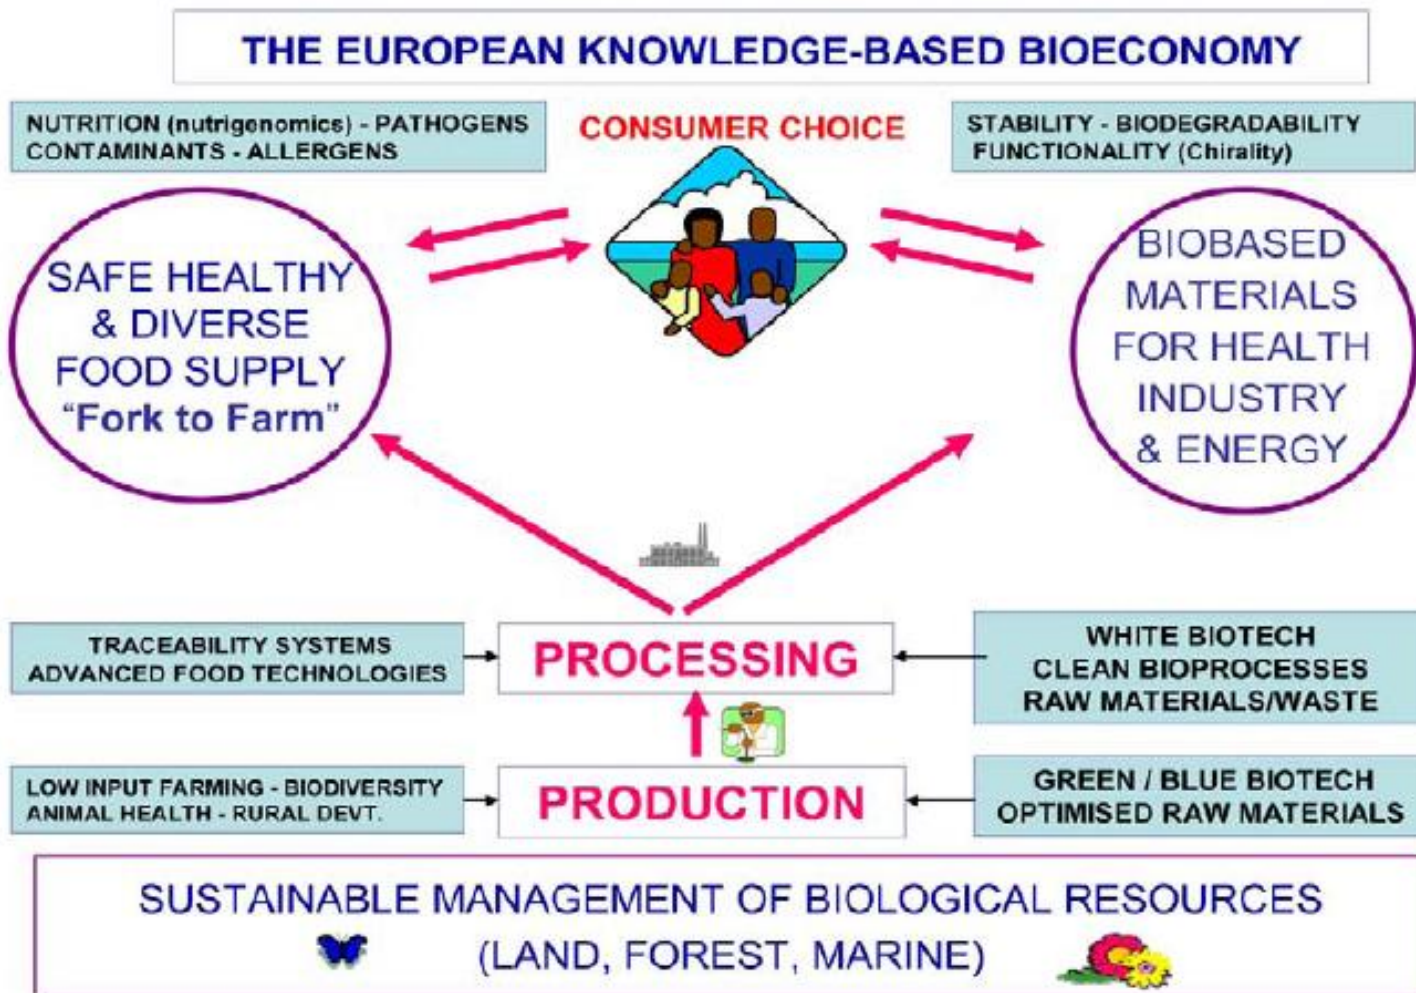 THE EUROPEAN KNOWLEDGE-BASED BIOECONOMY
NUTRITION (nutrigenomics) - PATHOGENS
CONTAMINANTS - ALLERGENS
CONSUMER CHOICE
STABILITY - BIODEGRADABILITY
FUNCTIONALITY (Chirality)
SAFE HEALTHY
& DIVERSE
FOOD SUPPLY
“Fork to Farm”
BIOBASED
MATERIALS
FOR HEALTH
INDUSTRY
& ENERGY
TRACEABILITY SYSTEMS
ADVANCED FOOD TECHNOLOGIES
PROCESSING
WHITE BIOTECH
CLEAN BIOPROCESSES
RAW MATERIALS/WASTE
LOW INPUT FARMING - BIODIVERSITY
ANIMAL HEALTH - RURAL DEVT.
PRODUCTION
GREEN / BLUE BIOTECH
OPTIMISED RAW MATERIALS
SUSTAINABLE MANAGEMENT OF BIOLOGICAL RESOURCES
(LAND, FOREST, MARINE)